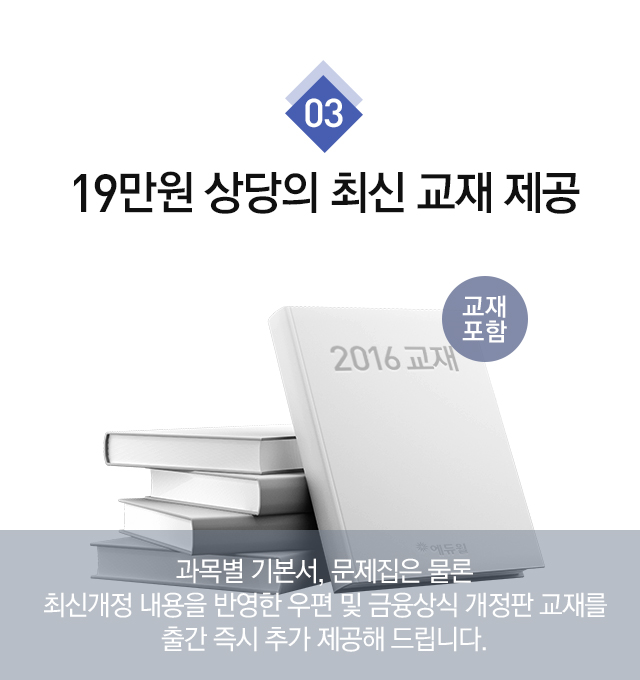 03
19만원 상당의 최신 교재 제공
교재
포함
2016 교재
에듀윌
과목별 기본서, 문제집은 물론
최신개정 내용을 반영한 우편 및 금융상식 개정판 교재를
출간 즉시 추가 제공해 드립니다.